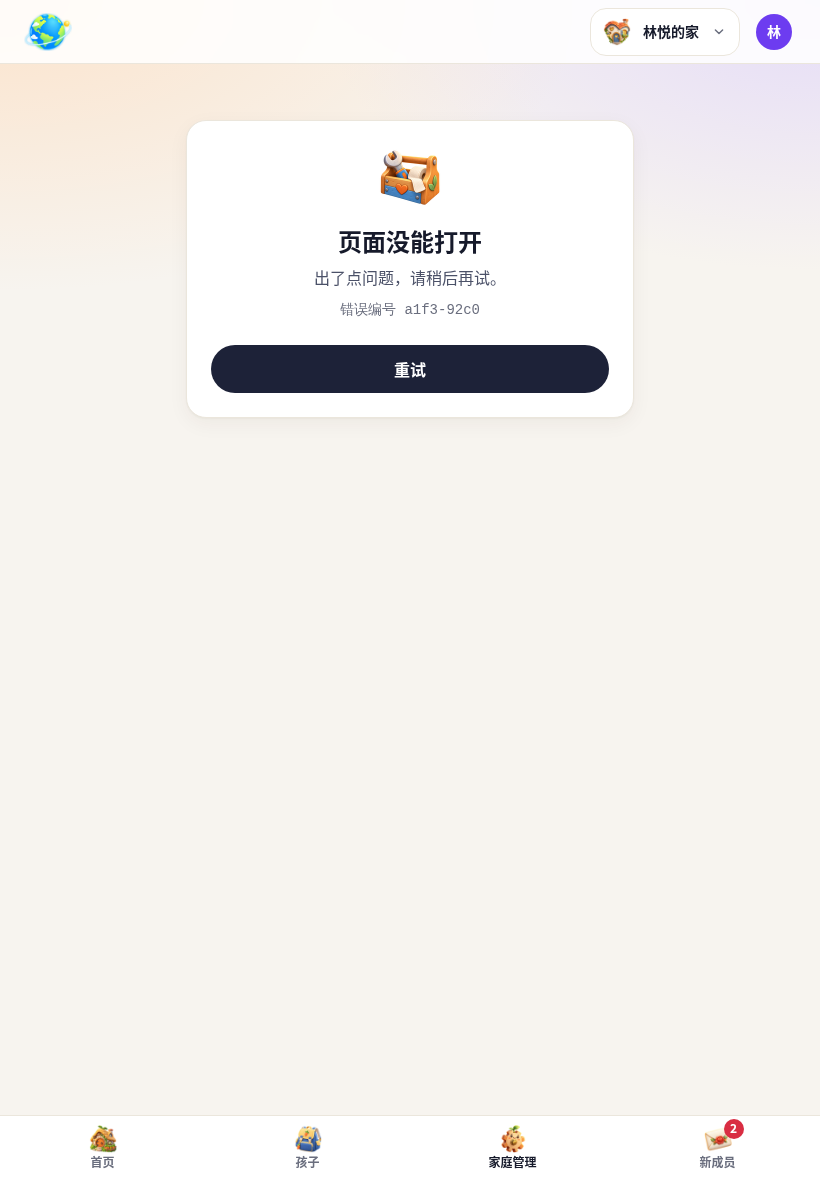 林悦的家
林
页面没能打开
出了点问题，请稍后再试。
错误编号 a1f3-92c0
重试
首页
孩子
家庭管理
2
新成员